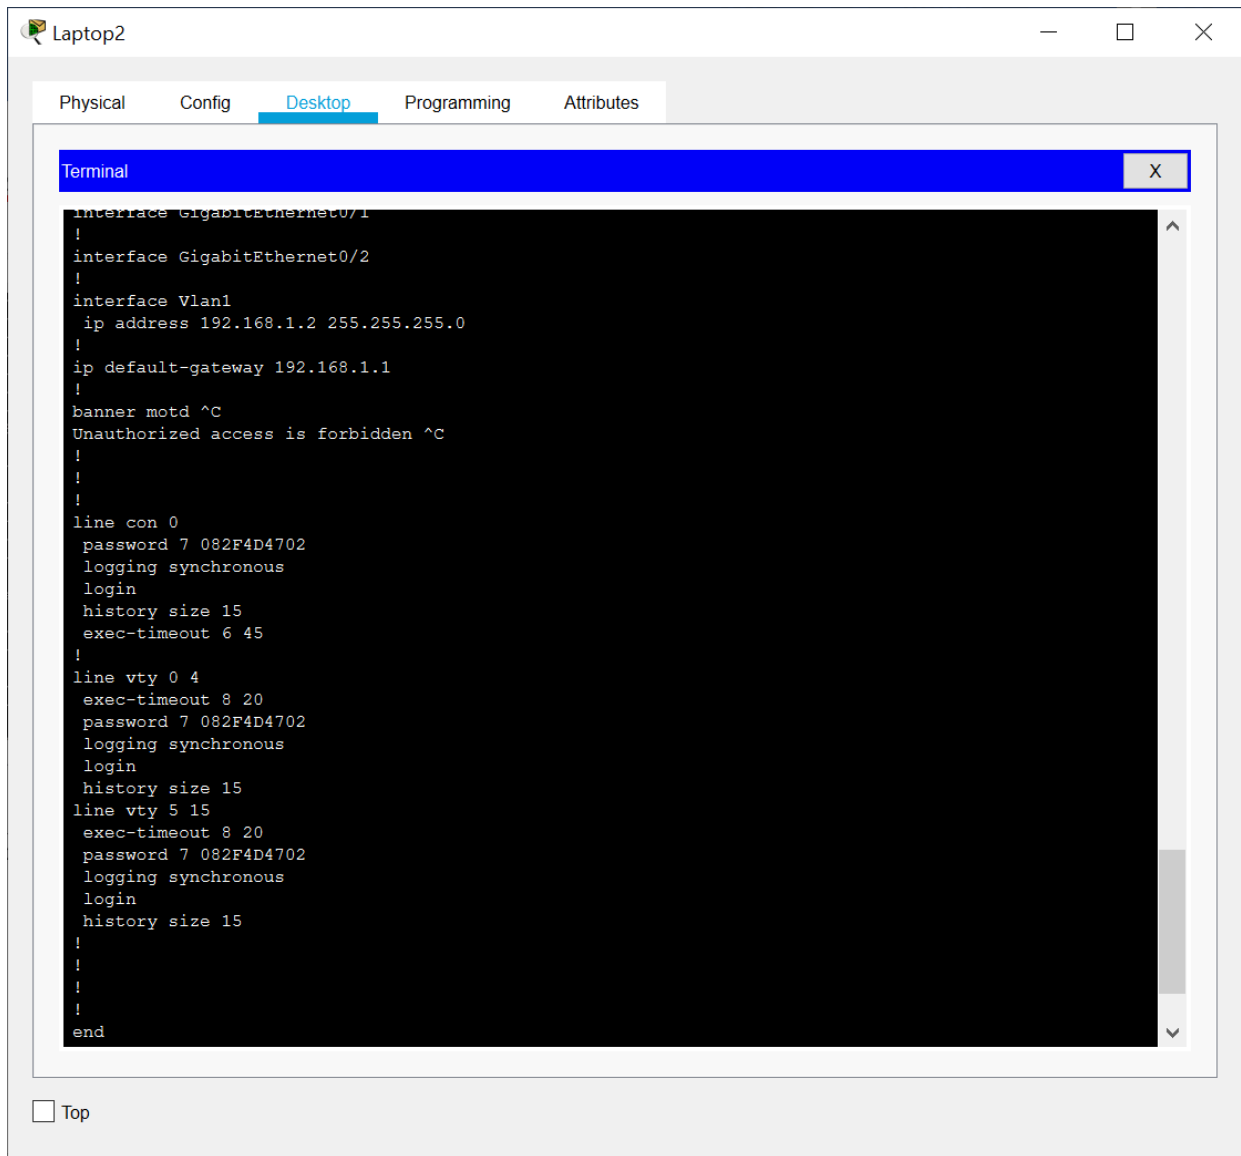 Laptop2
Physical Config Desktop Programming Attributes
Terminal X
interface GigabitEthernet0/1
!
interface GigabitEthernet0/2
!
interface Vlan1
 ip address 192.168.1.2 255.255.255.0
!
ip default-gateway 192.168.1.1
!
banner motd ^C
Unauthorized access is forbidden ^C
!
!
!
line con 0
 password 7 082F4D4702
 logging synchronous
 login
 history size 15
 exec-timeout 6 45
!
line vty 0 4
 exec-timeout 8 20
 password 7 082F4D4702
 logging synchronous
 login
 history size 15
line vty 5 15
 exec-timeout 8 20
 password 7 082F4D4702
 logging synchronous
 login
 history size 15
!
!
!
!
end
Top